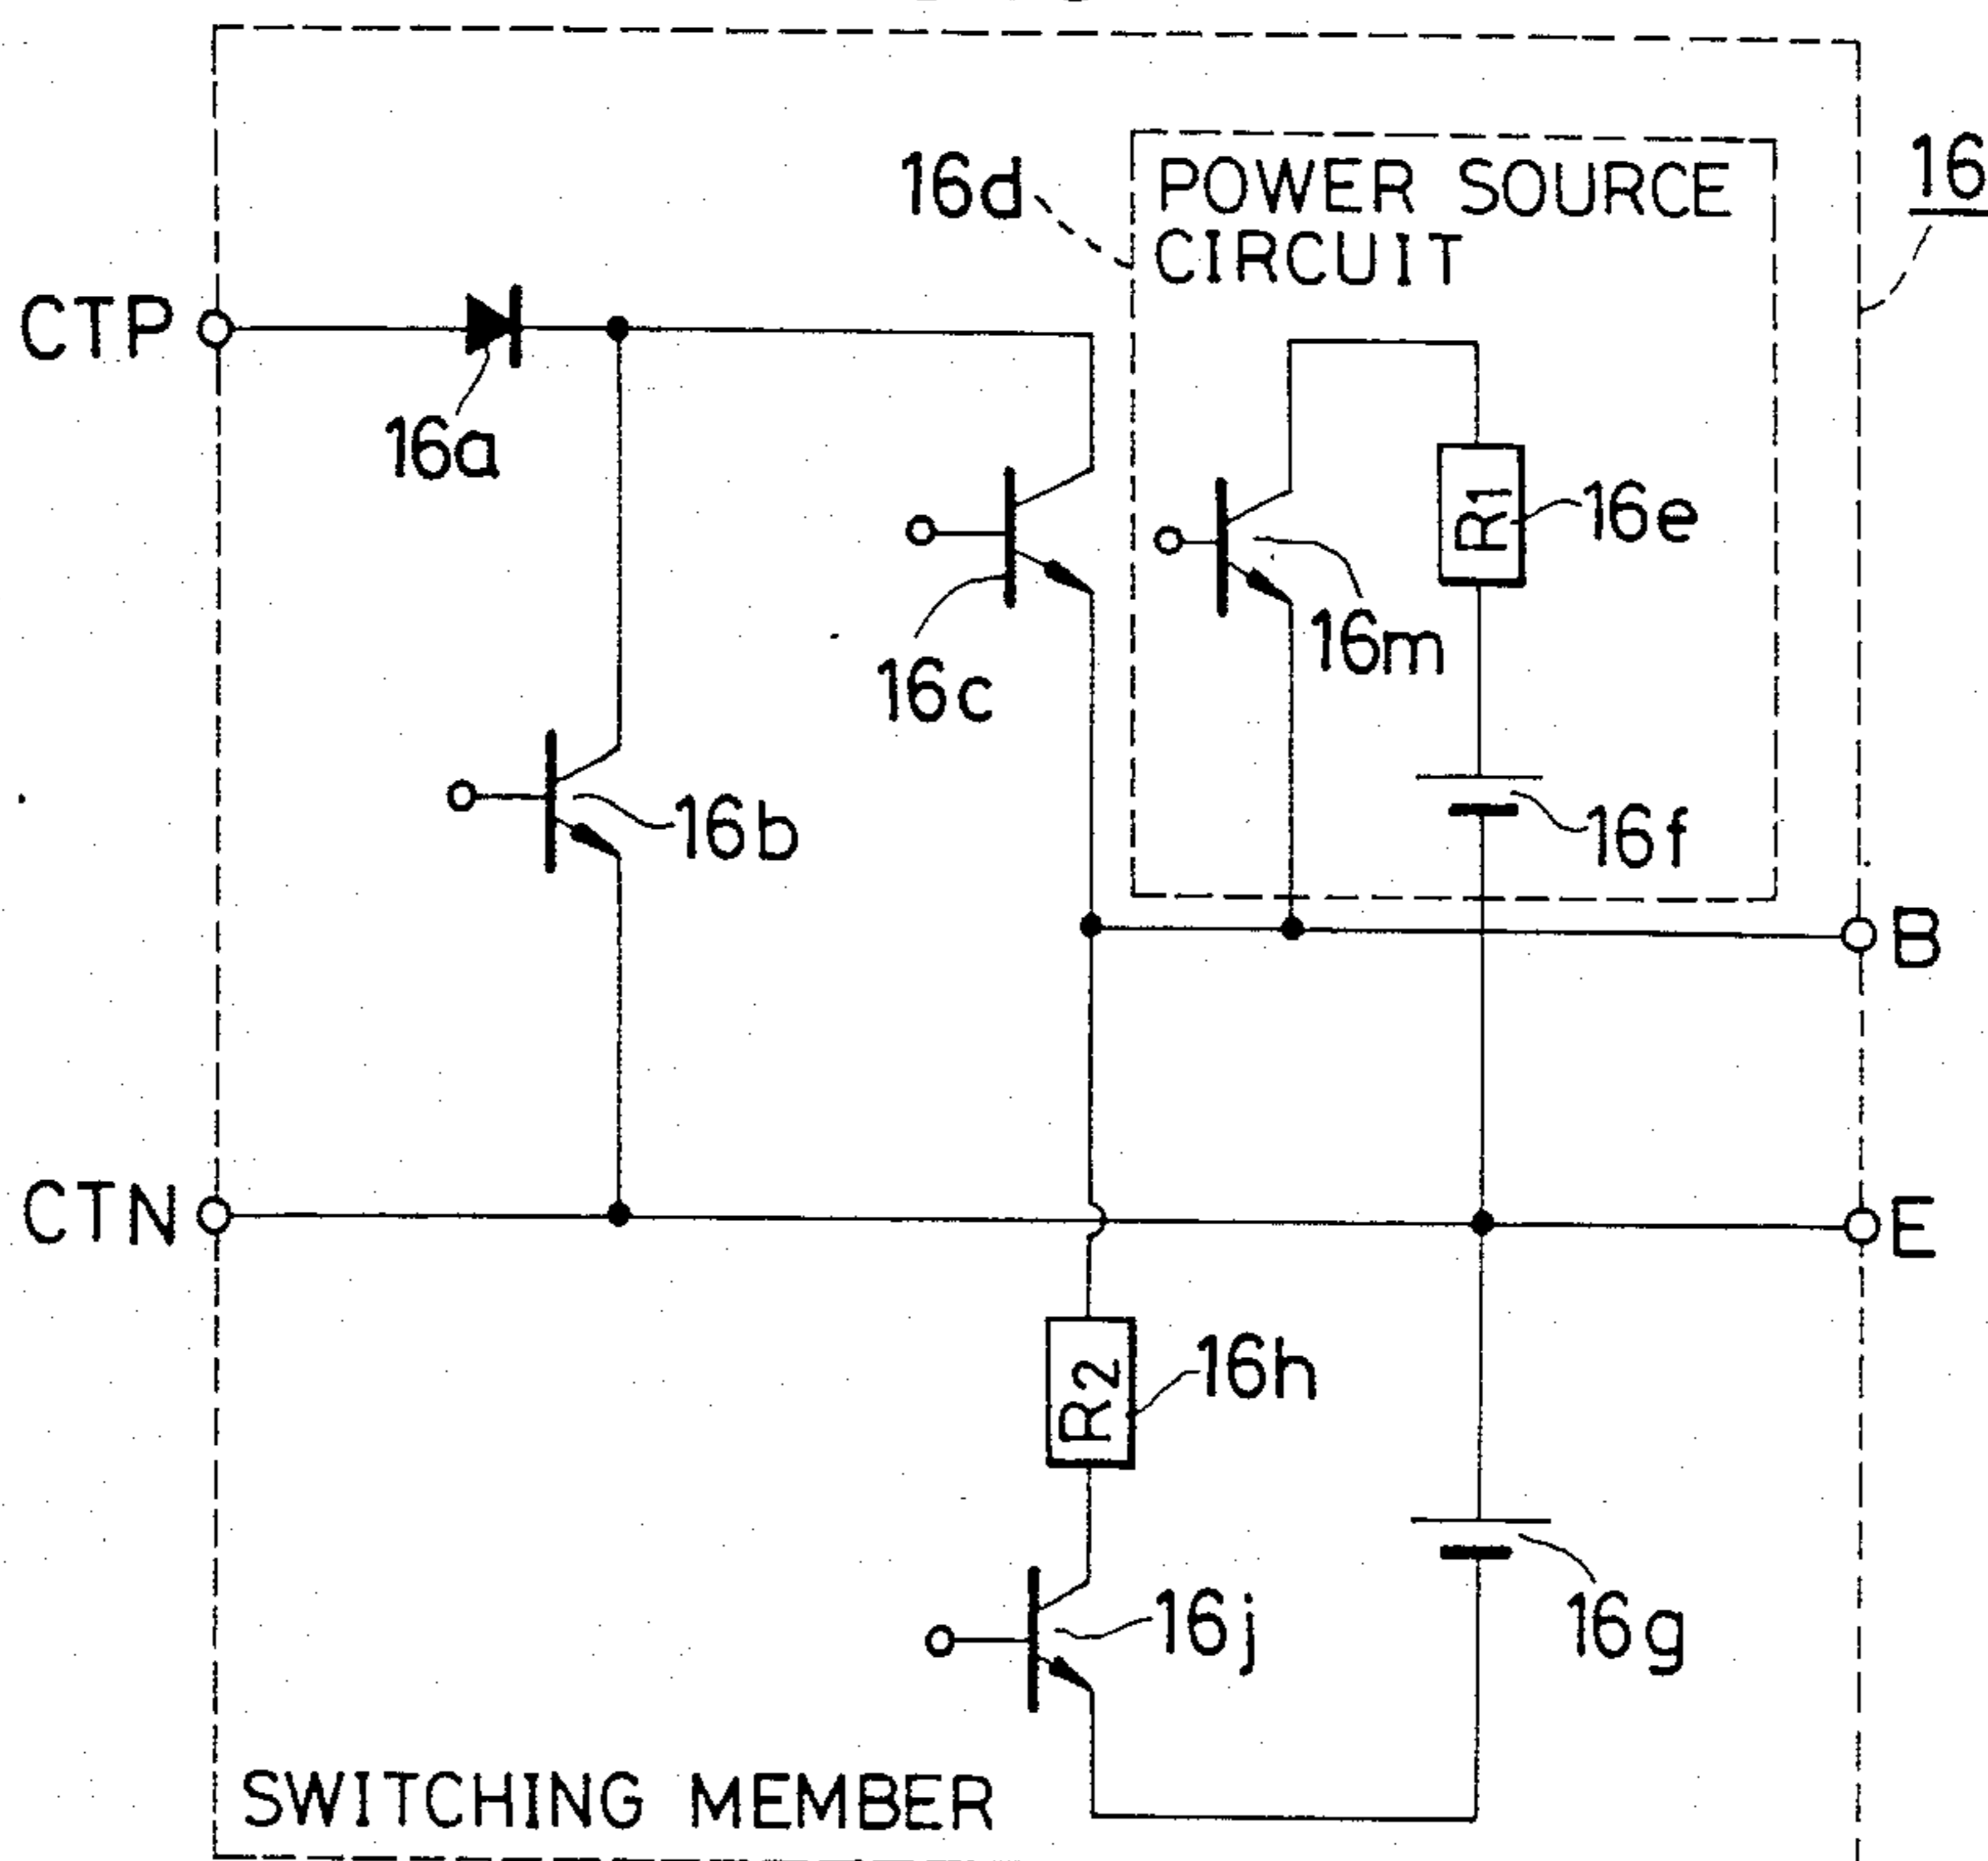 16d
POWER SOURCE
CIRCUIT
16
CTP
16a
R1
16e
16m
16c
16b
16f
B
CTN
E
R2
16h
16j
16g
SWITCHING MEMBER